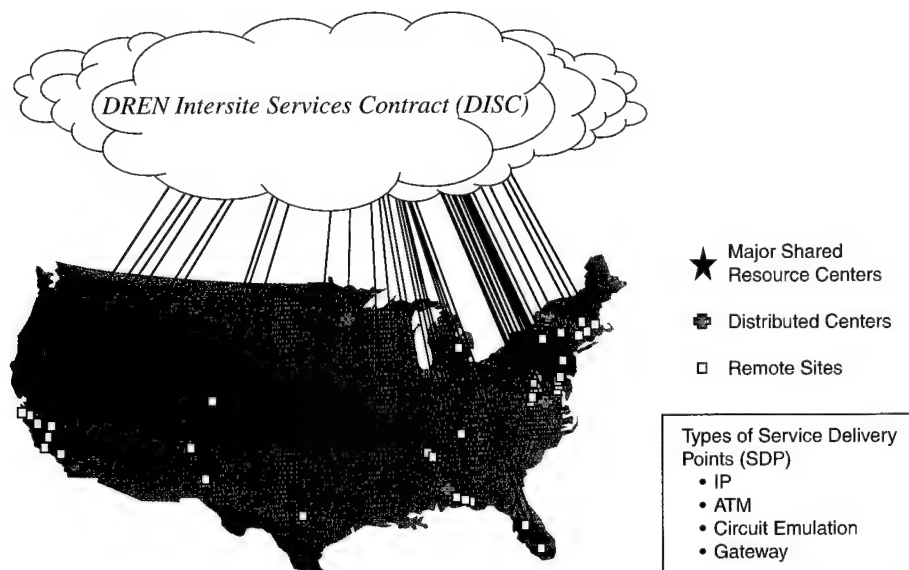 DREN Intersite Services Contract (DISC)
Major Shared
Resource Centers
Distributed Centers
Remote Sites
Types of Service Delivery
Points (SDP)
• IP
• ATM
• Circuit Emulation
• Gateway